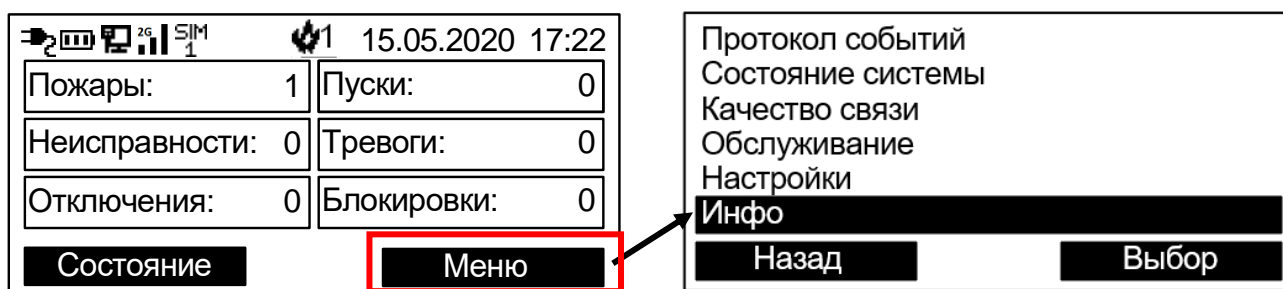 2G SIM 1 1 15.05.2020 17:22
Пожары: 1 Пуски: 0
Неисправности: 0 Тревоги: 0
Отключения: 0 Блокировки: 0
Состояние Меню
Протокол событий
Состояние системы
Качество связи
Обслуживание
Настройки
Инфо
Назад Выбор